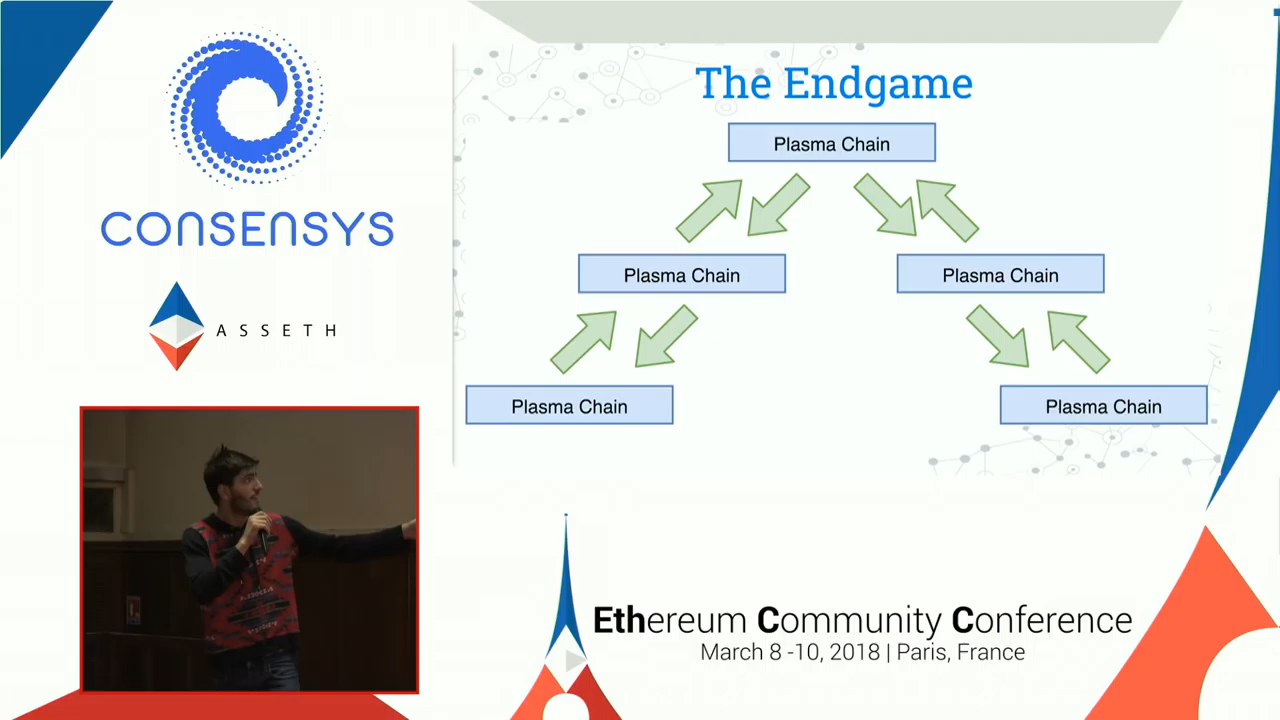 CONSENSYS
ASSETH
The Endgame
Plasma Chain
Plasma Chain
Plasma Chain
Plasma Chain
Plasma Chain
Ethereum Community Conference
March 8 -10, 2018 | Paris, France